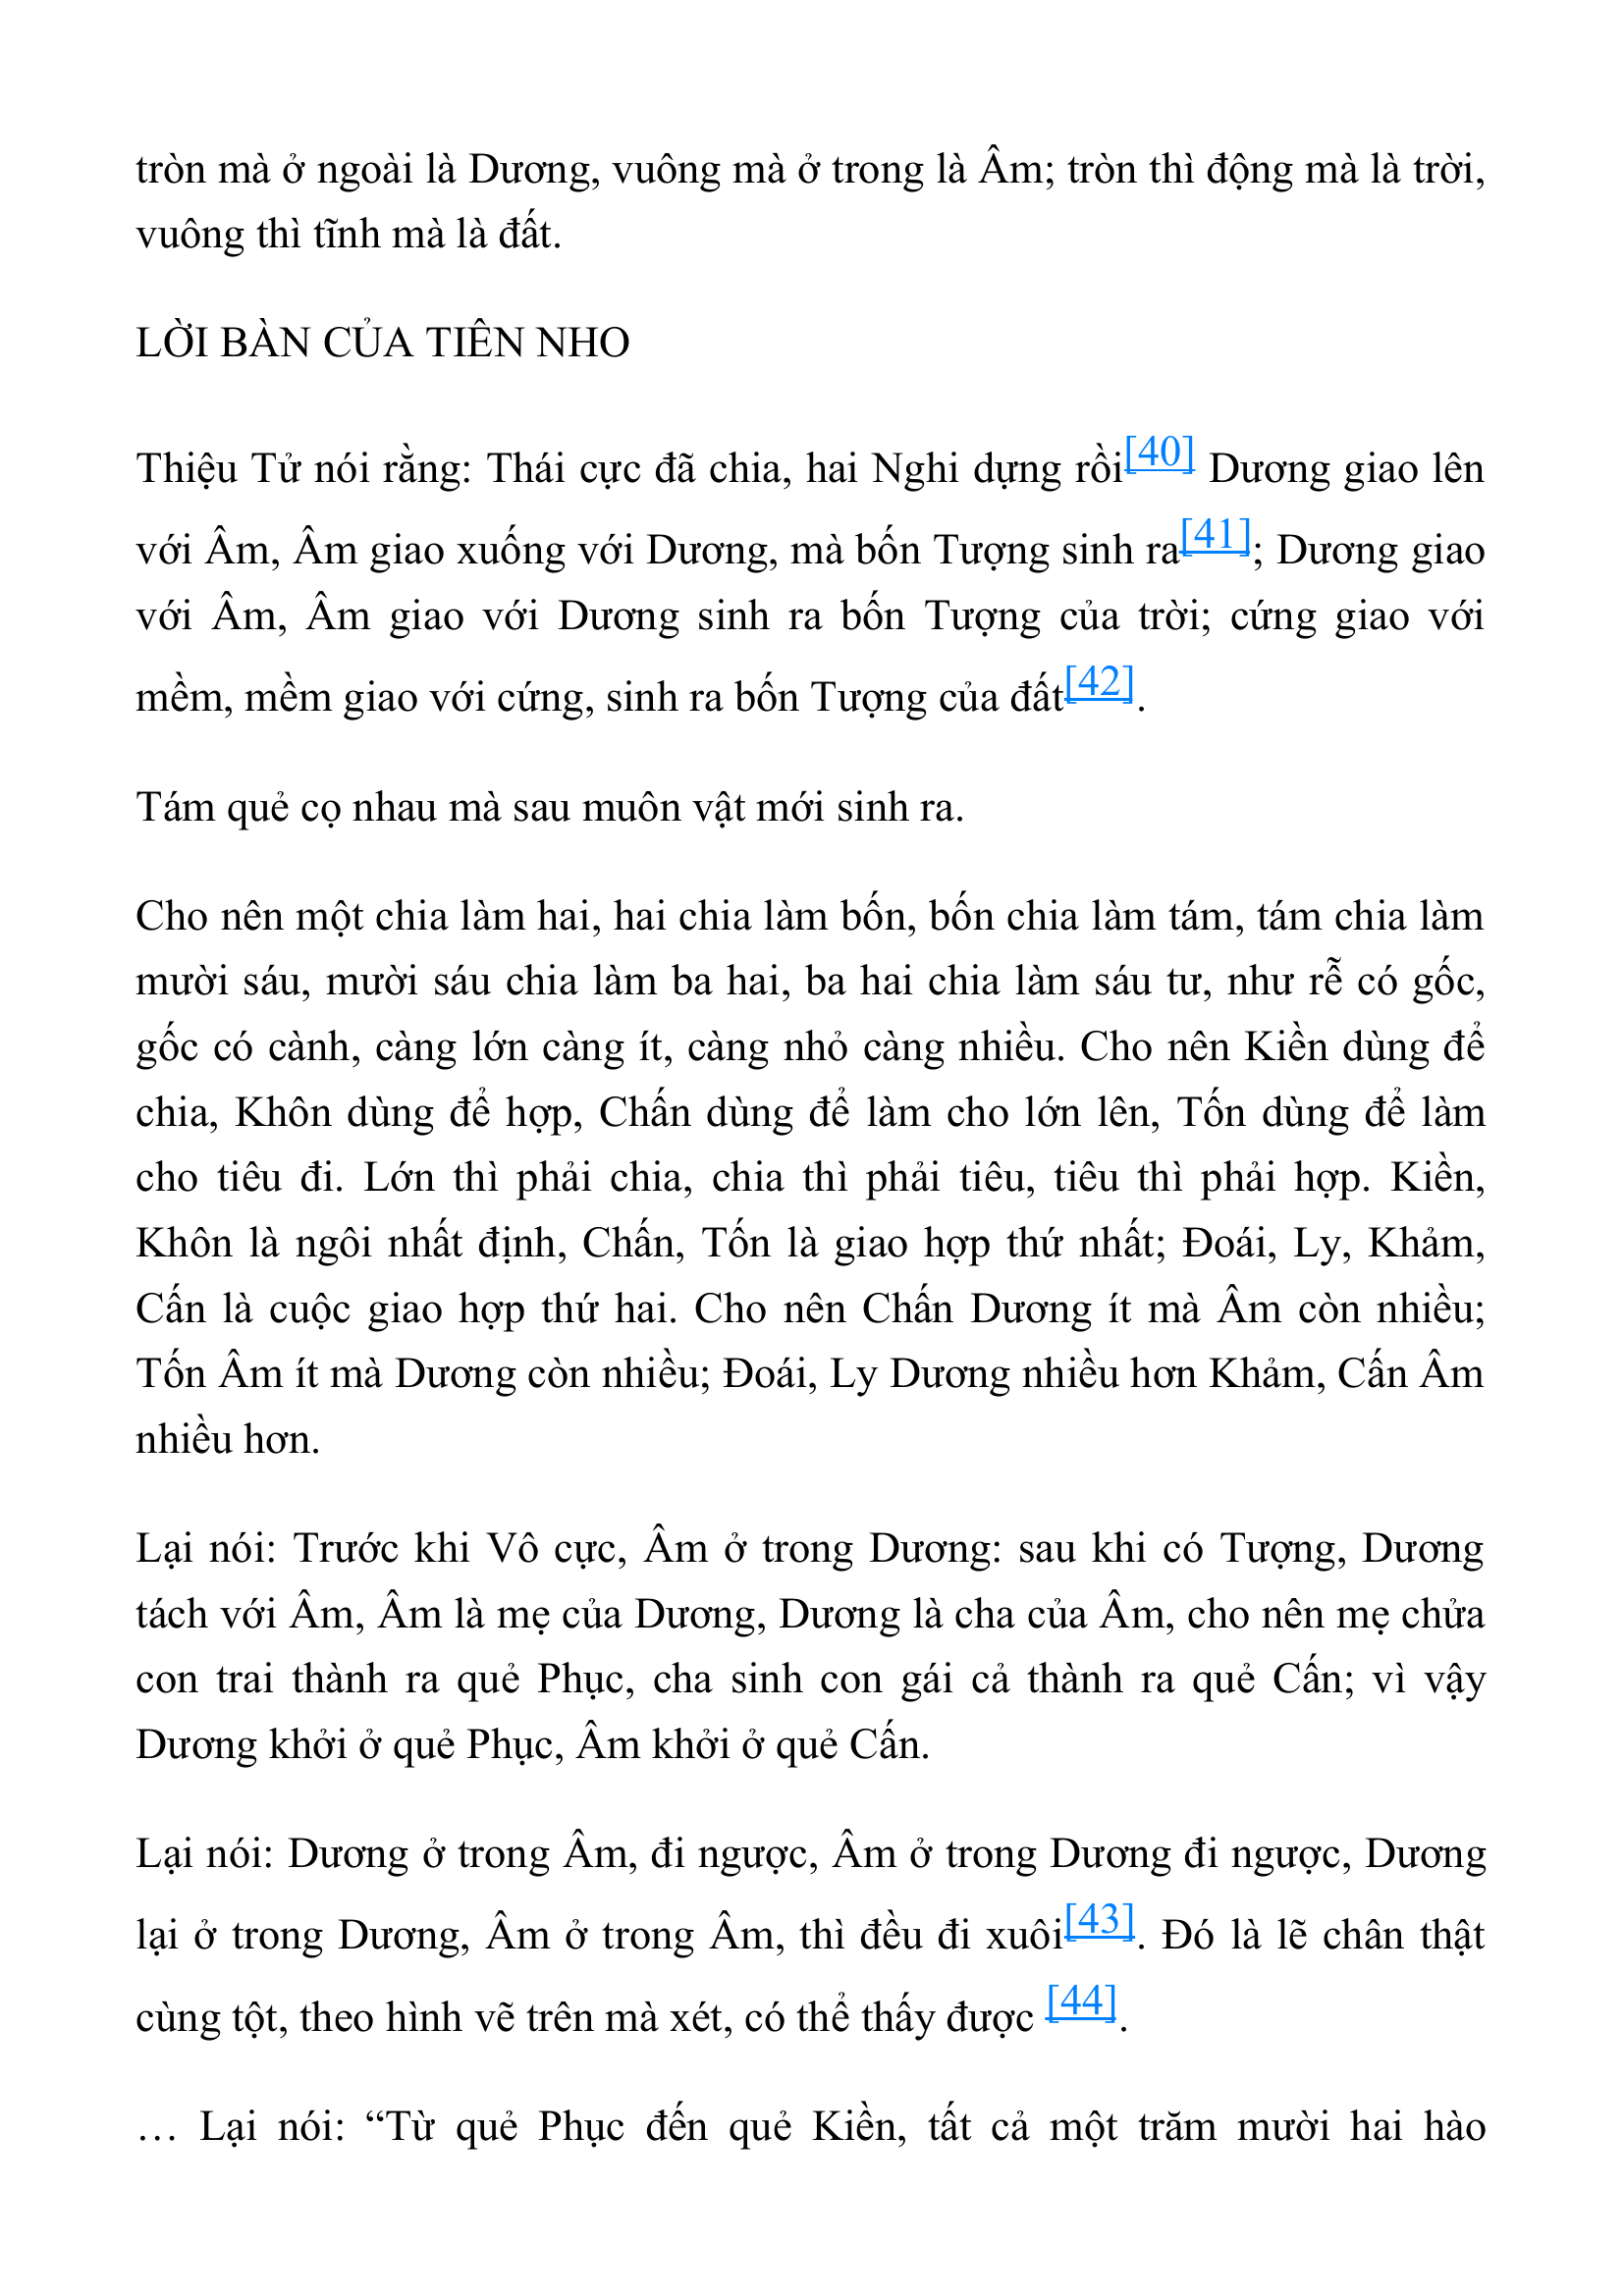 tròn mà ở ngoài là Dương, vuông mà ở trong là Âm; tròn thì động mà là trời,
vuông thì tĩnh mà là đất.
LỜI BÀN CỦA TIÊN NHO
Thiệu Tử nói rằng: Thái cực đã chia, hai Nghi dựng rồi[40] Dương giao lên
với Âm, Âm giao xuống với Dương, mà bốn Tượng sinh ra[41]; Dương giao
với Âm, Âm giao với Dương sinh ra bốn Tượng của trời; cứng giao với
mềm, mềm giao với cứng, sinh ra bốn Tượng của đất[42].
Tám quẻ cọ nhau mà sau muôn vật mới sinh ra.
Cho nên một chia làm hai, hai chia làm bốn, bốn chia làm tám, tám chia làm
mười sáu, mười sáu chia làm ba hai, ba hai chia làm sáu tư, như rễ có gốc,
gốc có cành, càng lớn càng ít, càng nhỏ càng nhiều. Cho nên Kiền dùng để
chia, Khôn dùng để hợp, Chấn dùng để làm cho lớn lên, Tốn dùng để làm
cho tiêu đi. Lớn thì phải chia, chia thì phải tiêu, tiêu thì phải hợp. Kiền,
Khôn là ngôi nhất định, Chấn, Tốn là giao hợp thứ nhất; Đoái, Ly, Khảm,
Cấn là cuộc giao hợp thứ hai. Cho nên Chấn Dương ít mà Âm còn nhiều;
Tốn Âm ít mà Dương còn nhiều; Đoái, Ly Dương nhiều hơn Khảm, Cấn Âm
nhiều hơn.
Lại nói: Trước khi Vô cực, Âm ở trong Dương: sau khi có Tượng, Dương
tách với Âm, Âm là mẹ của Dương, Dương là cha của Âm, cho nên mẹ chửa
con trai thành ra quẻ Phục, cha sinh con gái cả thành ra quẻ Cấn; vì vậy
Dương khởi ở quẻ Phục, Âm khởi ở quẻ Cấn.
Lại nói: Dương ở trong Âm, đi ngược, Âm ở trong Dương đi ngược, Dương
lại ở trong Dương, Âm ở trong Âm, thì đều đi xuôi[43]. Đó là lẽ chân thật
cùng tột, theo hình vẽ trên mà xét, có thể thấy được [44].
… Lại nói: “Từ quẻ Phục đến quẻ Kiền, tất cả một trăm mười hai hào